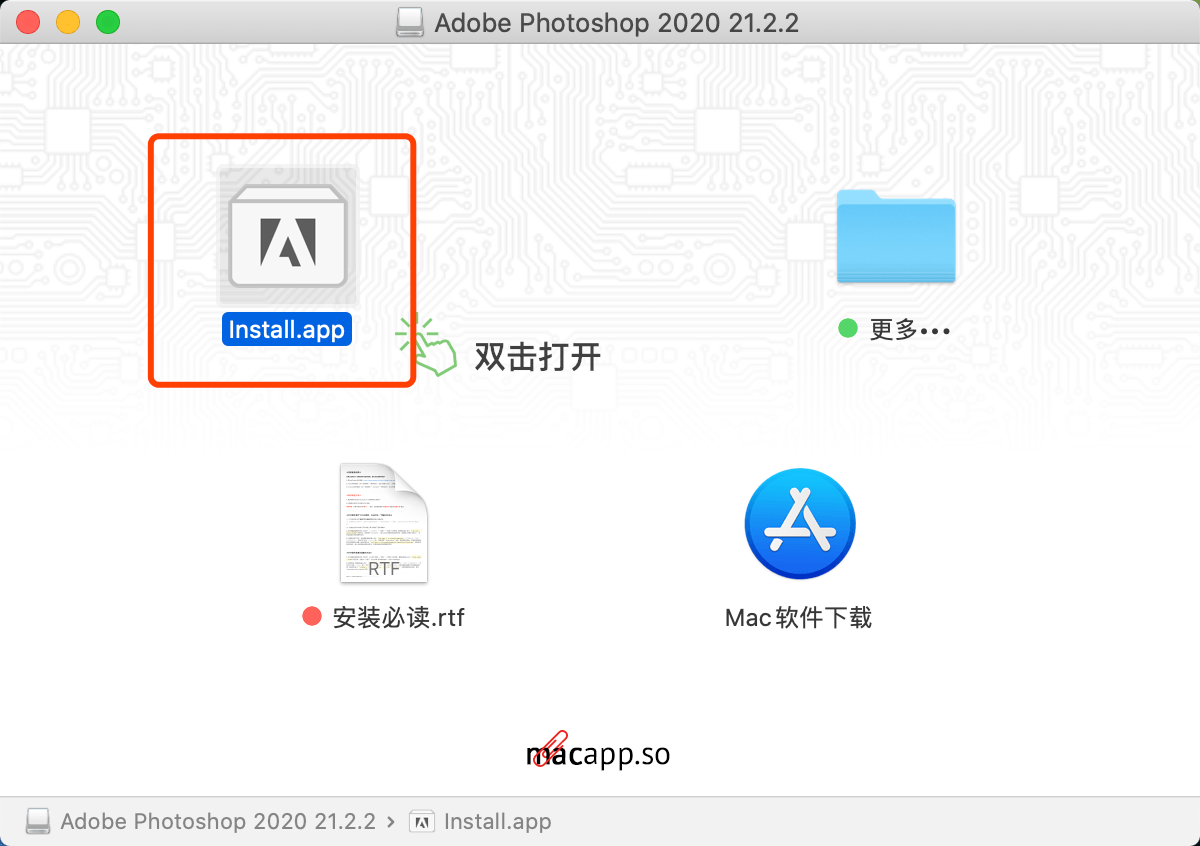 Adobe Photoshop 2020 21.2.2
Install.app
双击打开
更多•••
RTF
安装必读.rtf
Mac软件下载
macapp.so
Adobe Photoshop 2020 21.2.2 › Install.app